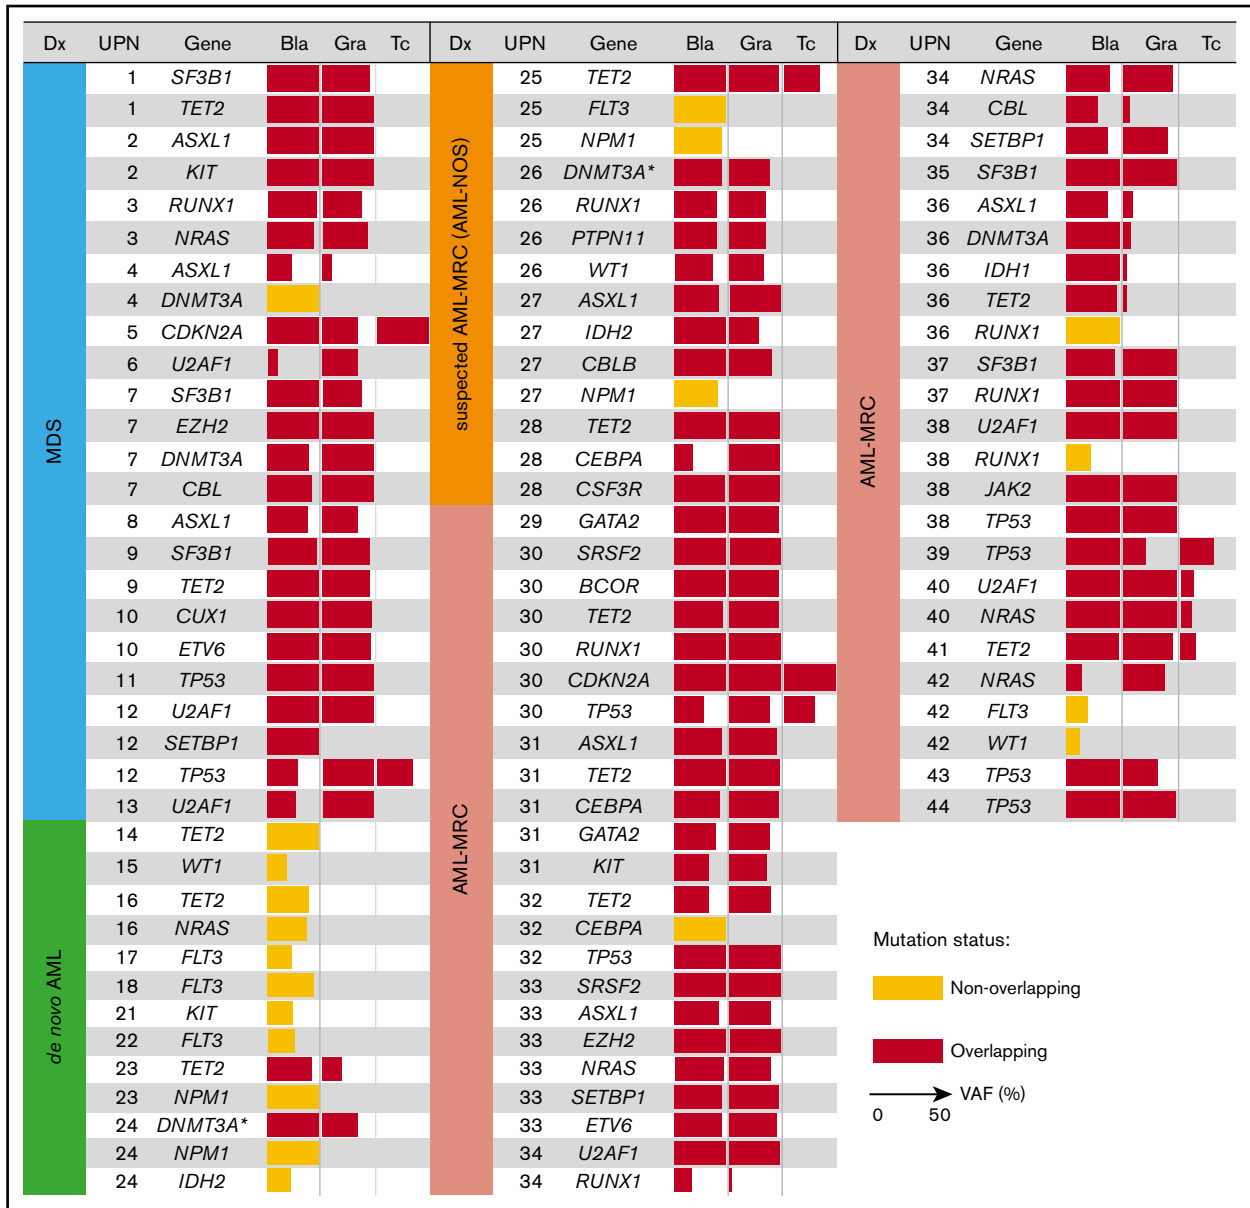 Dx UPN Gene Bla Gra Tc Dx UPN Gene Bla Gra Tc Dx UPN Gene Bla Gra Tc
MDS
1 SF3B1
1 TET2
2 ASXL1
2 KIT
3 RUNX1
3 NRAS
4 ASXL1
4 DNMT3A
5 CDKN2A
6 U2AF1
7 SF3B1
7 EZH2
7 DNMT3A
7 CBL
8 ASXL1
9 SF3B1
9 TET2
10 CUX1
10 ETV6
11 TP53
12 U2AF1
12 SETBP1
12 TP53
13 U2AF1
de novo AML
14 TET2
15 WT1
16 TET2
16 NRAS
17 FLT3
18 FLT3
21 KIT
22 FLT3
23 TET2
23 NPM1
24 DNMT3A*
24 NPM1
24 IDH2
suspected AML-MRC (AML-NOS)
25 TET2
25 FLT3
25 NPM1
26 DNMT3A*
26 RUNX1
26 PTPN11
26 WT1
27 ASXL1
27 IDH2
27 CBLB
27 NPM1
28 TET2
28 CEBPA
28 CSF3R
AML-MRC
29 GATA2
30 SRSF2
30 BCOR
30 TET2
30 RUNX1
30 CDKN2A
30 TP53
31 ASXL1
31 TET2
31 CEBPA
31 GATA2
31 KIT
32 TET2
32 CEBPA
32 TP53
33 SRSF2
33 ASXL1
33 EZH2
33 NRAS
33 SETBP1
33 ETV6
34 U2AF1
34 RUNX1
AML-MRC
34 NRAS
34 CBL
34 SETBP1
35 SF3B1
36 ASXL1
36 DNMT3A
36 IDH1
36 TET2
36 RUNX1
37 SF3B1
37 RUNX1
38 U2AF1
38 RUNX1
38 JAK2
38 TP53
39 TP53
40 U2AF1
40 NRAS
41 TET2
42 NRAS
42 FLT3
42 WT1
43 TP53
44 TP53
Mutation status:
Non-overlapping
Overlapping
VAF (%)
0 50